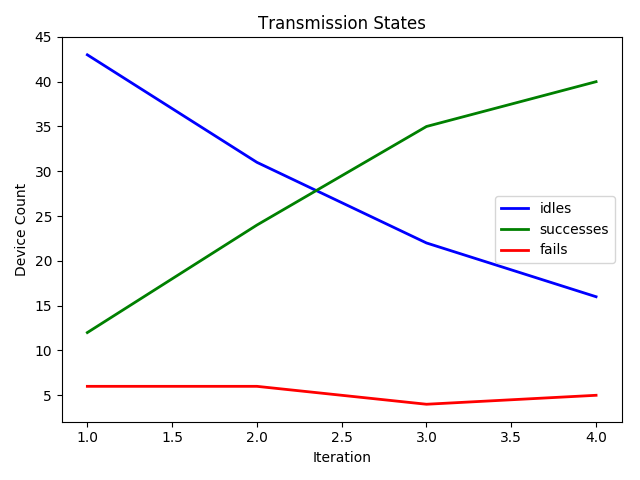 Transmission States
Device Count
45
40
35
30
25
20
15
10
5
idles
successes
fails
1.0 1.5 2.0 2.5 3.0 3.5 4.0
Iteration